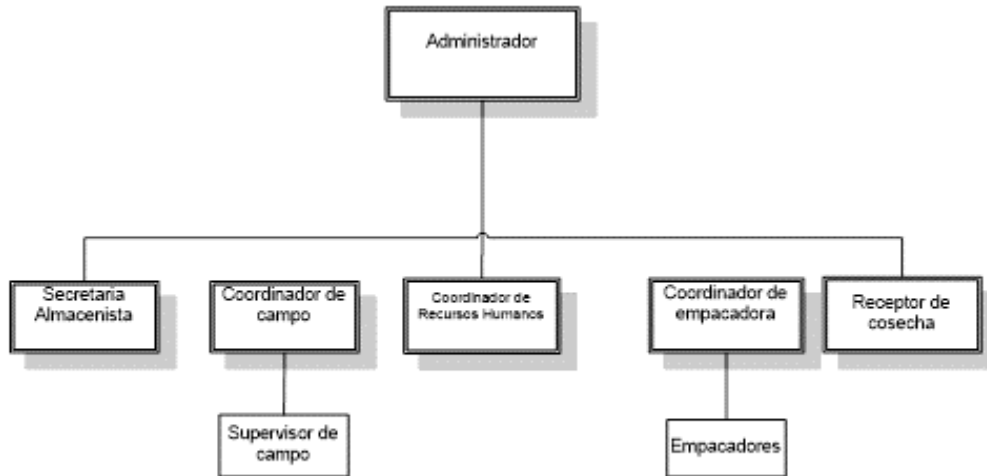 Administrador
Secretaria
Almacenista
Coordinador de
campo
Coordinador de
Recursos Humanos
Coordinador de
empacadora
Receptor de
cosecha
Supervisor de
campo
Empacadores